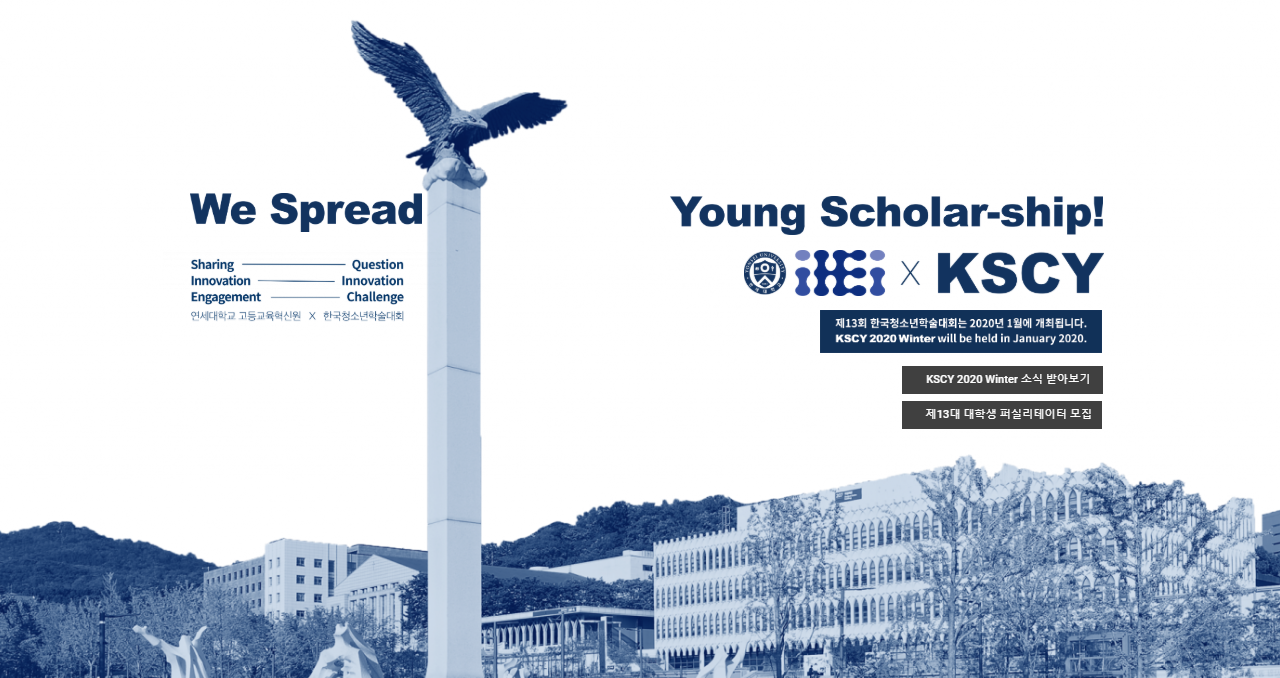 We Spread
Sharing Question
Innovation Innovation
Engagement Challenge
연세대학교 고등교육혁신원 X 한국청소년학술대회
Young Scholar-ship!
iHEi X KSCY
제13회 한국청소년학술대회는 2020년 1월에 개최됩니다.
KSCY 2020 Winter will be held in January 2020.
KSCY 2020 Winter 소식 받아보기
제13대 대학생 퍼실리테이터 모집